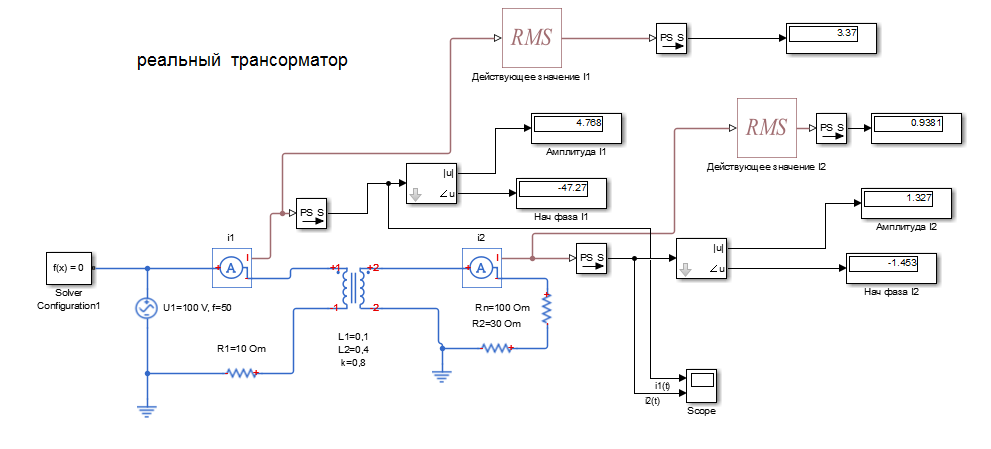 реальный трансорматор
RMS
Действующее значение I1
PS S
3.37
RMS
Действующее значение I2
PS S
0.9381
4.768
Амплитуда I1
|u|
∠u
-47.27
Нач фаза I1
PS S
1.327
Амплитуда I2
i1
I
A
i2
I
A
PS S
|u|
∠u
-1.453
Нач фаза I2
f(x) = 0
Solver
Configuration1
+1
+2
U1=100 V, f=50
-1
-2
Rn=100 Om
R2=30 Om
R1=10 Om
L1=0,1
L2=0,4
k=0,8
i1(t)
i2(t)
Scope